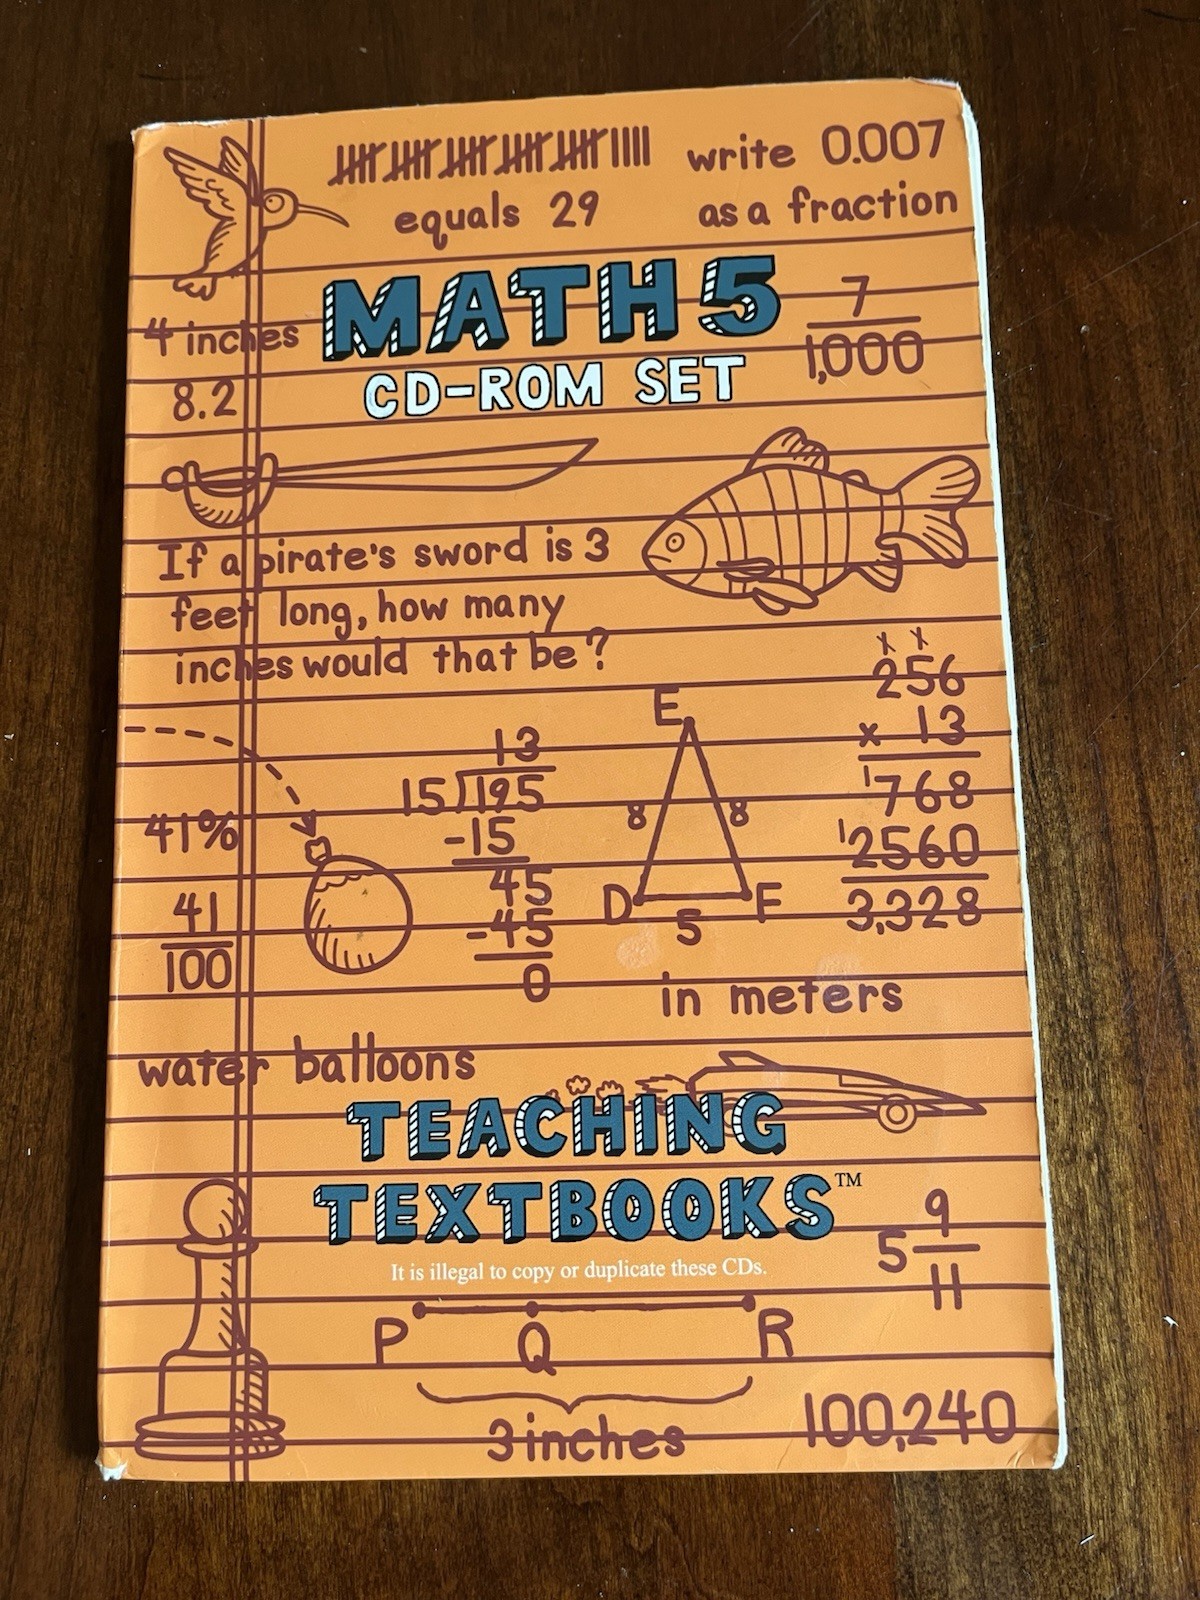 equals 29
write 0.007
as a fraction
MATH 5
CD-ROM SET
7
1,000
4 inches
8.2
If a pirate's sword is 3
feet long, how many
inches would that be?
256
x 13
1768
12560
3,328
13
15)195
-15
45
-45
0
E
8 8
D F
5
in meters
41%
41
100
water balloons
TEACHING
TEXTBOOKS™
It is illegal to copy or duplicate these CDs.
5 9
11
P Q R
3 inches
100,240